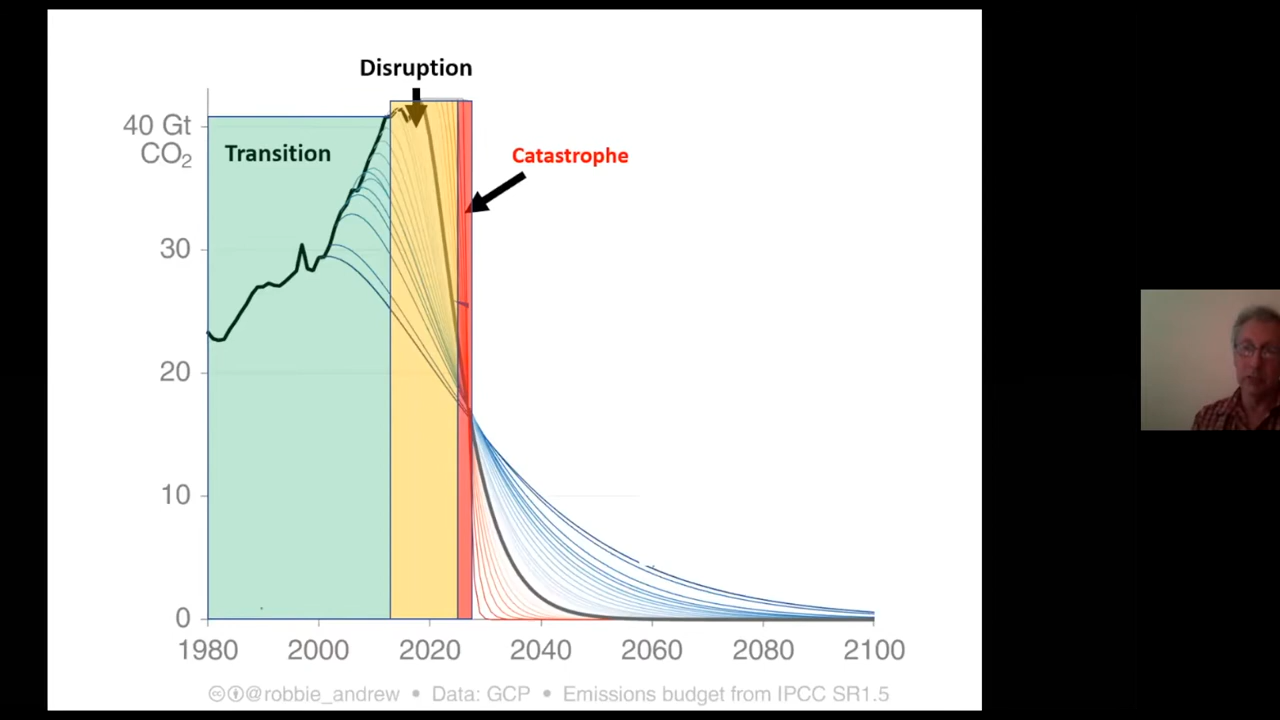 Disruption
40 Gt
CO₂
Transition
Catastrophe
30
20
10
0
1980 2000 2020 2040 2060 2080 2100
@robbie_andrew • Data: GCP • Emissions budget from IPCC SR1.5